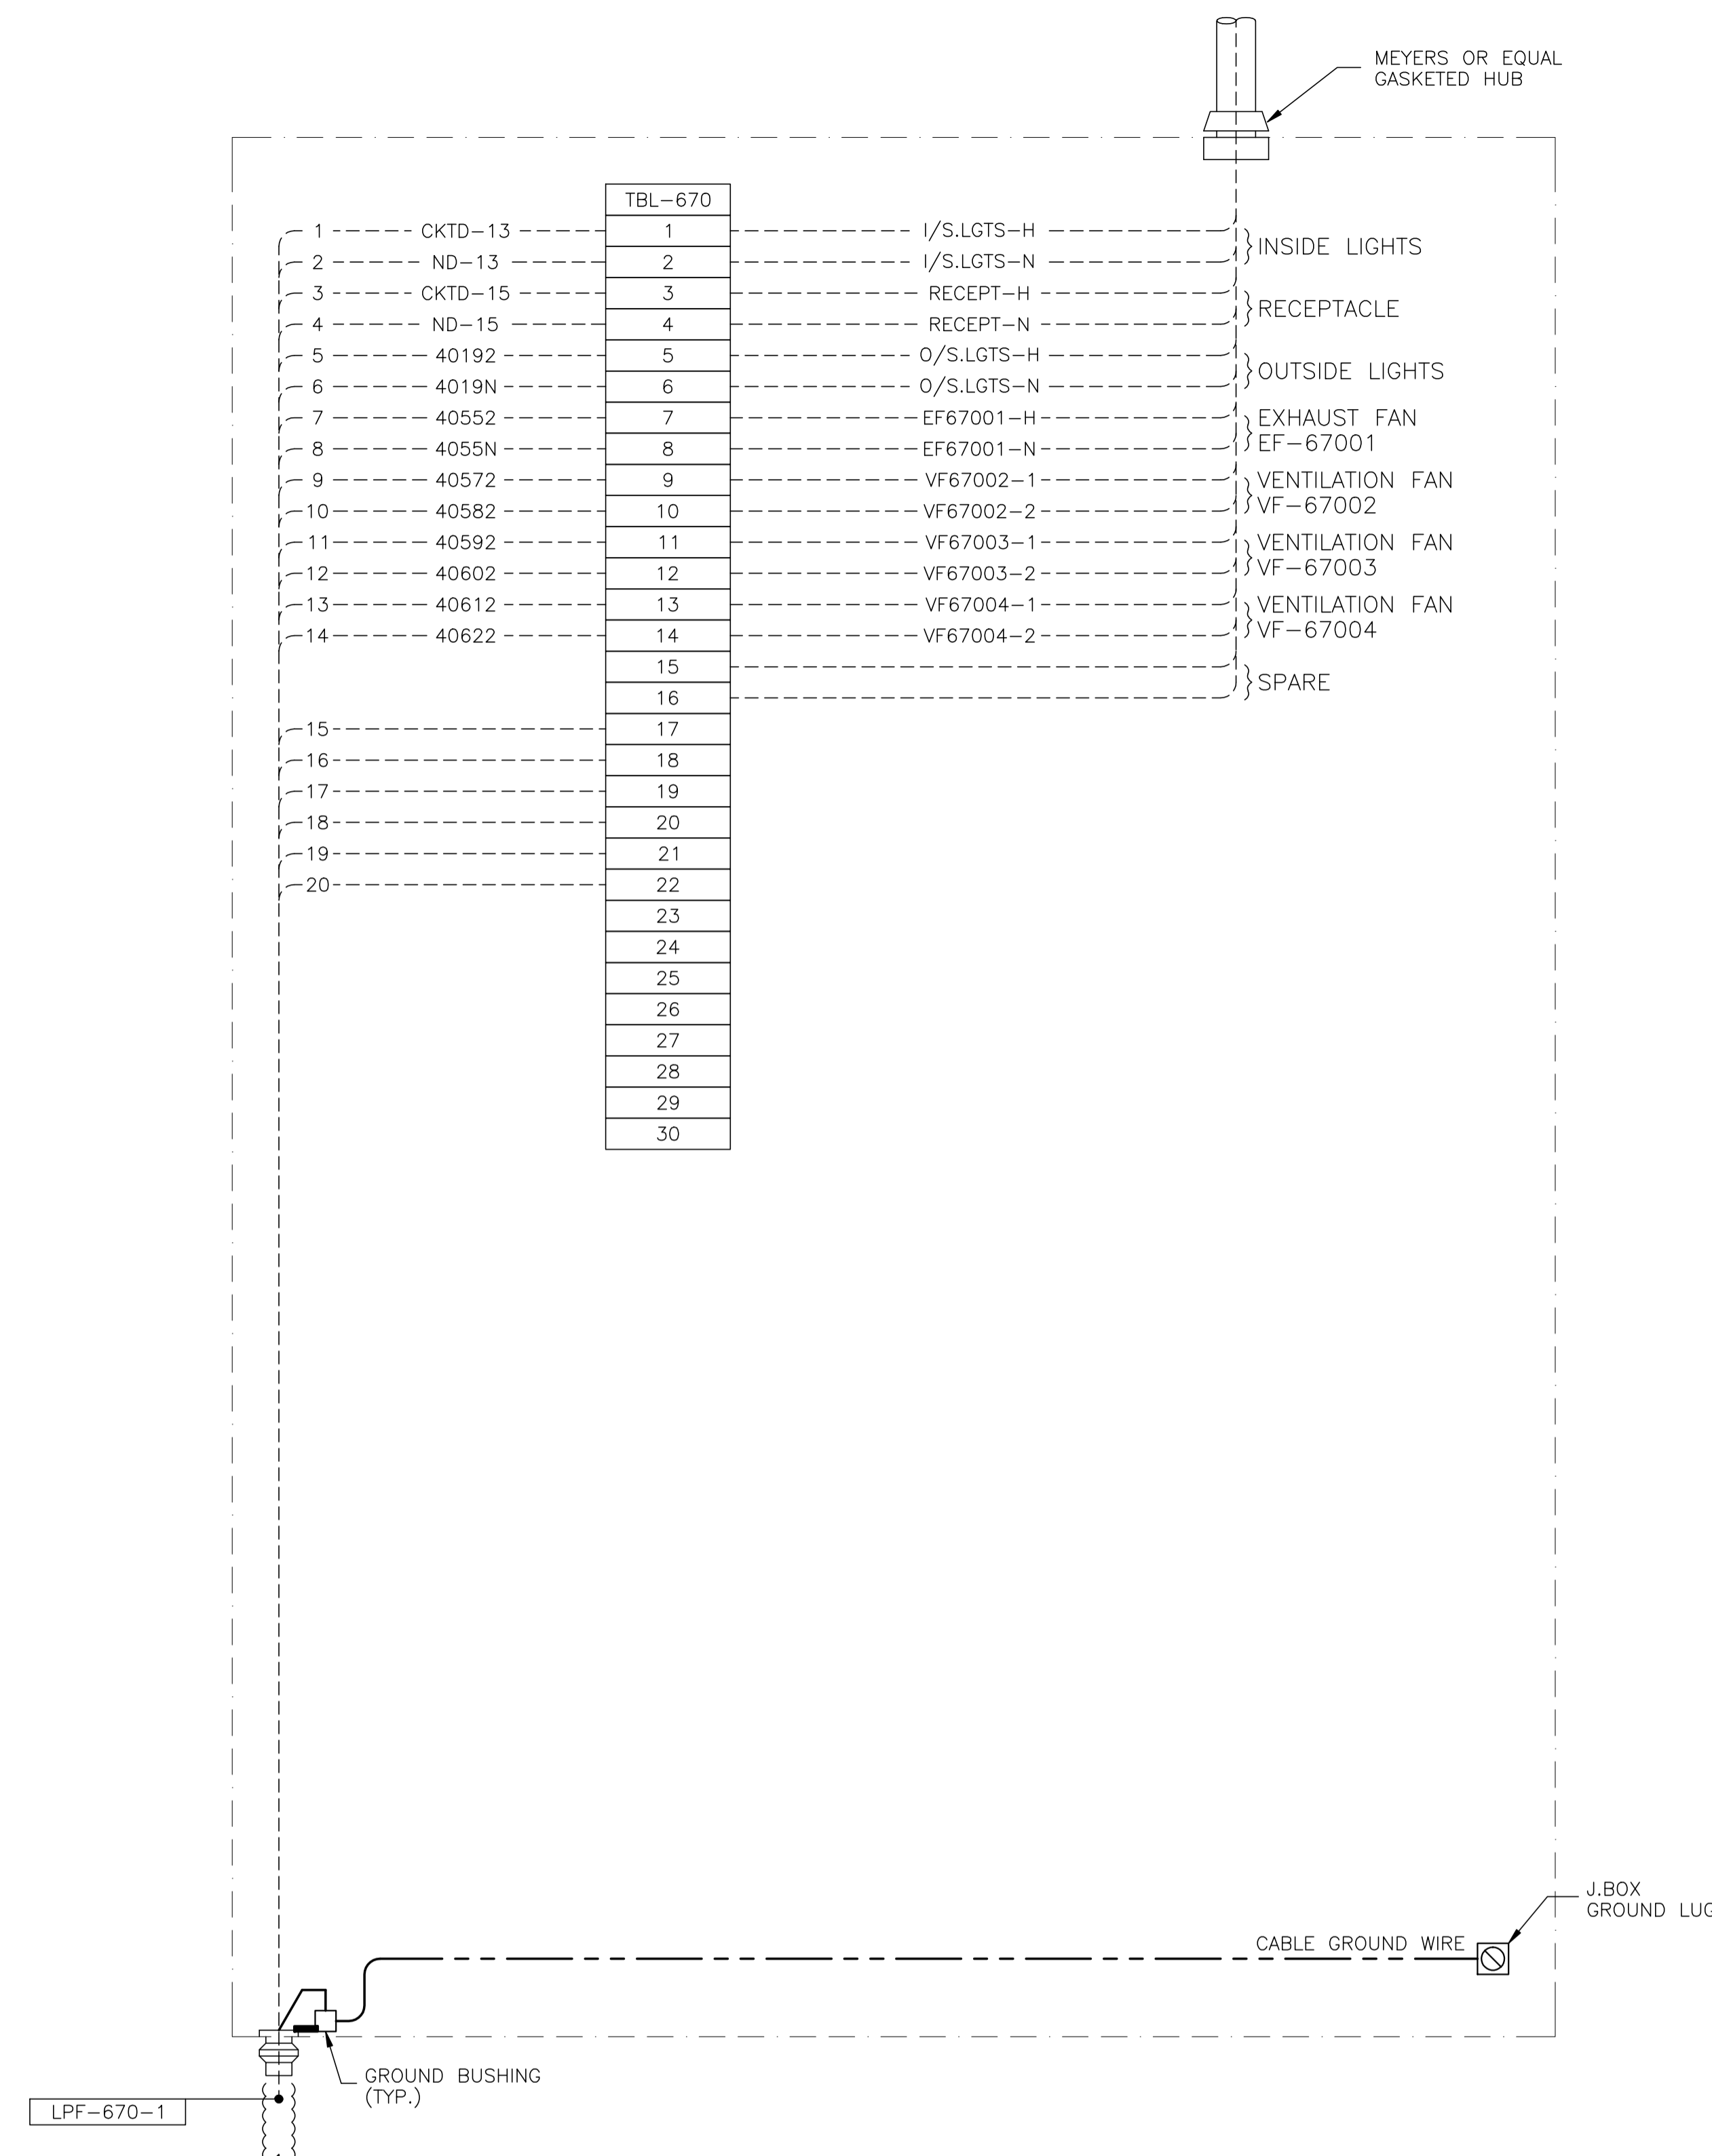 MEYERS OR EQUAL
GASKETED HUB
TBL-670
1 CKTD-13 1 I/S.LGTS-H
2 ND-13 2 I/S.LGTS-N
INSIDE LIGHTS
3 CKTD-15 3 RECEPT-H
4 ND-15 4 RECEPT-N
RECEPTACLE
5 40192 5 O/S.LGTS-H
6 4019N 6 O/S.LGTS-N
OUTSIDE LIGHTS
7 40552 7 EF67001-H EXHAUST FAN
8 4055N 8 EF67001-N EF-67001
9 40572 9 VF67002-1 VENTILATION FAN
10 40582 10 VF67002-2 VF-67002
11 40592 11 VF67003-1 VENTILATION FAN
12 40602 12 VF67003-2 VF-67003
13 40612 13 VF67004-1 VENTILATION FAN
14 40622 14 VF67004-2 VF-67004
15
16
SPARE
15 17
16 18
17 19
18 20
19 21
20 22
23
24
25
26
27
28
29
30
J.BOX
GROUND LUG
CABLE GROUND WIRE
GROUND BUSHING
(TYP.)
LPF-670-1